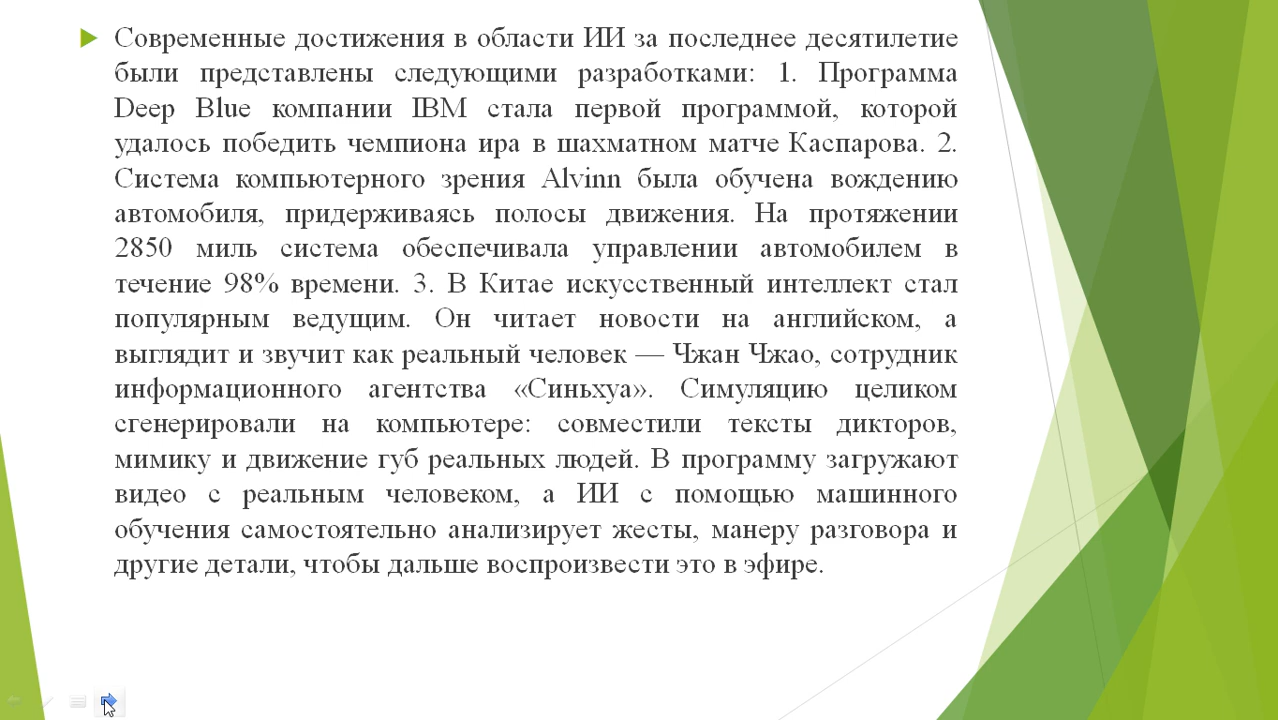 Современные достижения в области ИИ за последнее десятилетие
были представлены следующими разработками: 1. Программа
Deep Blue компании IBM стала первой программой, которой
удалось победить чемпиона ира в шахматном матче Каспарова. 2.
Система компьютерного зрения Alvinn была обучена вождению
автомобиля, придерживаясь полосы движения. На протяжении
2850 миль система обеспечивала управлении автомобилем в
течение 98% времени. 3. В Китае искусственный интеллект стал
популярным ведущим. Он читает новости на английском, а
выглядит и звучит как реальный человек — Чжан Чжао, сотрудник
информационного агентства «Синьхуа». Симуляцию целиком
сгенерировали на компьютере: совместили тексты дикторов,
мимику и движение губ реальных людей. В программу загружают
видео с реальным человеком, а ИИ с помощью машинного
обучения самостоятельно анализирует жесты, манеру разговора и
другие детали, чтобы дальше воспроизвести это в эфире.